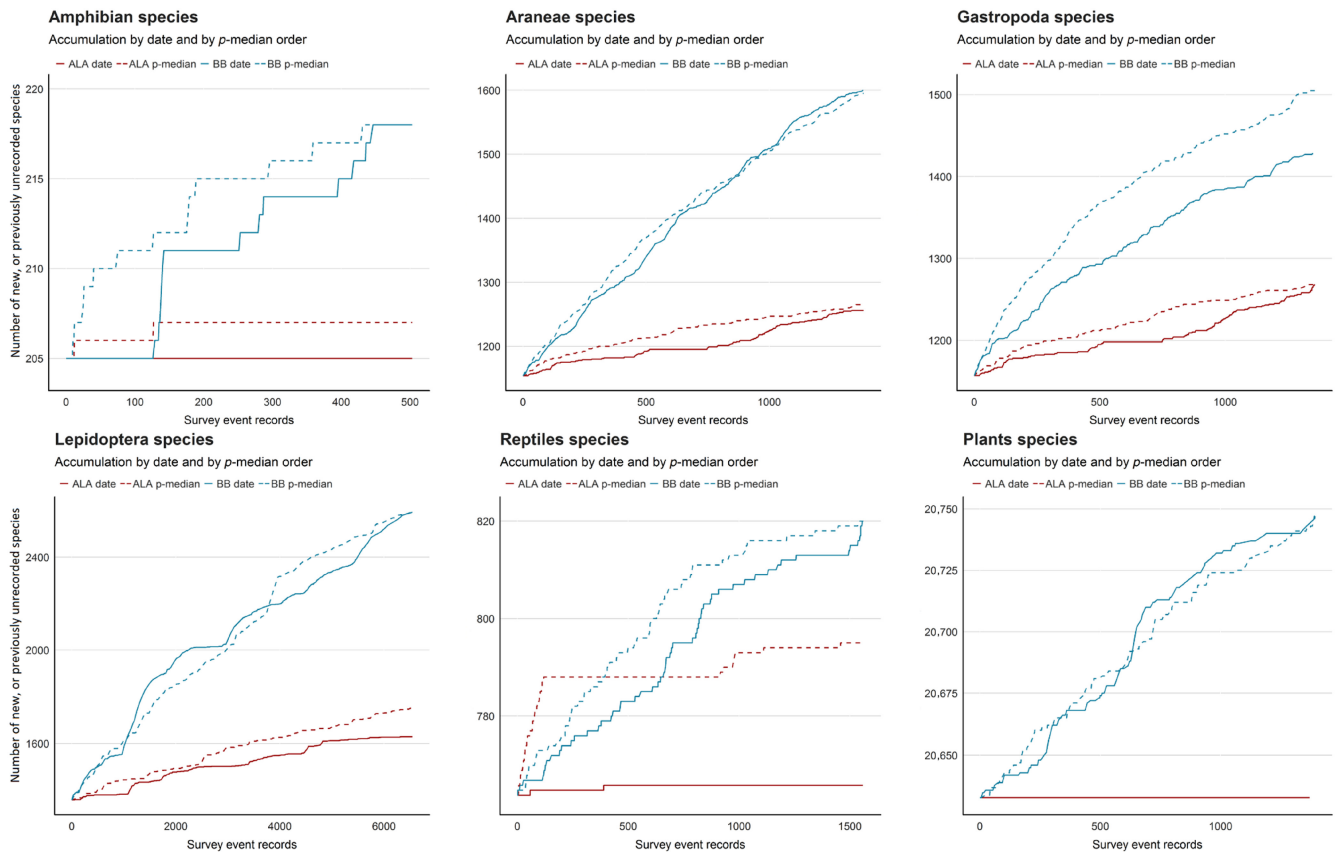 Amphibian species
Accumulation by date and by p-median order
ALA date ALA p-median BB date BB p-median
Number of new, or previously unrecorded species
220
215
210
205
0 100 200 300 400 500
Survey event records
Araneae species
Accumulation by date and by p-median order
ALA date ALA p-median BB date BB p-median
1600
1500
1400
1300
1200
0 500 1000
Survey event records
Gastropoda species
Accumulation by date and by p-median order
ALA date ALA p-median BB date BB p-median
1500
1400
1300
1200
0 500 1000
Survey event records
Lepidoptera species
Accumulation by date and by p-median order
ALA date ALA p-median BB date BB p-median
Number of new, or previously unrecorded species
2400
2000
1600
0 2000 4000 6000
Survey event records
Reptiles species
Accumulation by date and by p-median order
ALA date ALA p-median BB date BB p-median
820
800
780
0 500 1000 1500
Survey event records
Plants species
Accumulation by date and by p-median order
ALA date ALA p-median BB date BB p-median
20,750
20,725
20,700
20,675
20,650
0 500 1000
Survey event records